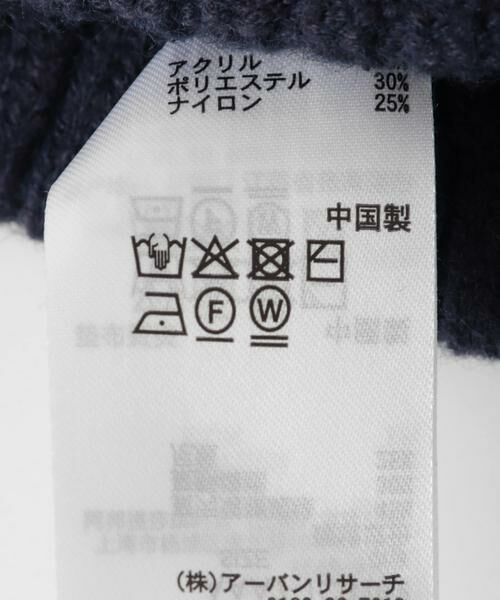 アクリル
ポリエステル 30%
ナイロン 25%
中国製
F W
(株)アーバンリサーチ